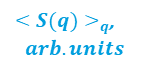 < S(q) >q,
arb.units